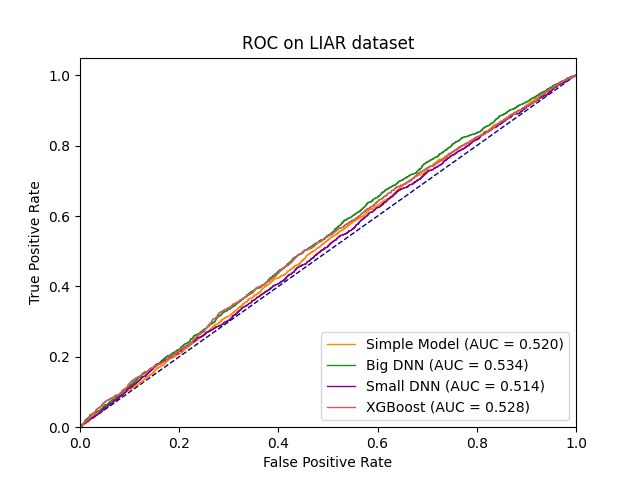 ROC on LIAR dataset
True Positive Rate
1.0
0.8
0.6
0.4
0.2
0.0
Simple Model (AUC = 0.520)
Big DNN (AUC = 0.534)
Small DNN (AUC = 0.514)
XGBoost (AUC = 0.528)
0.0 0.2 0.4 0.6 0.8 1.0
False Positive Rate